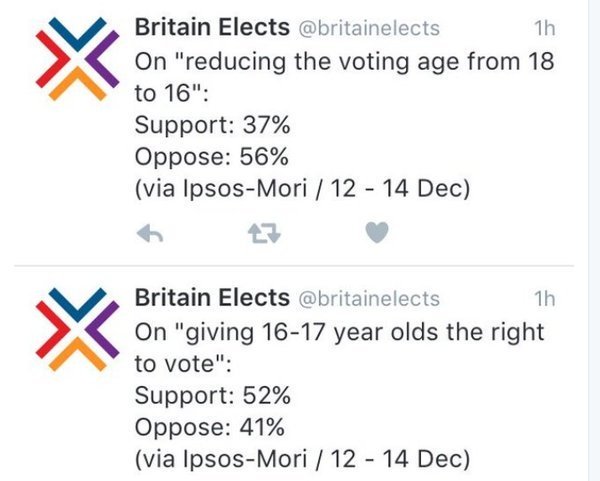 Britain Elects @britainelects 1h
On "reducing the voting age from 18
to 16":
Support: 37%
Oppose: 56%
(via Ipsos-Mori / 12 - 14 Dec)
Britain Elects @britainelects 1h
On "giving 16-17 year olds the right
to vote":
Support: 52%
Oppose: 41%
(via Ipsos-Mori / 12 - 14 Dec)